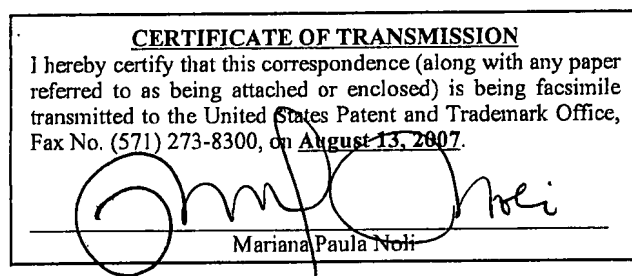 CERTIFICATE OF TRANSMISSION
I hereby certify that this correspondence (along with any paper
referred to as being attached or enclosed) is being facsimile
transmitted to the United States Patent and Trademark Office,
Fax No. (571) 273-8300, on August 13, 2007.
Noli
Mariana Paula Noli